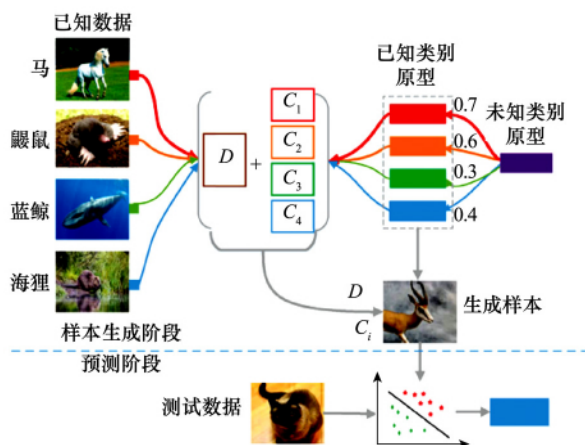 已知数据
马
鼹鼠
蓝鲸
海狸
D
+
C1
C2
C3
C4
已知类别
原型
0.7
0.6
0.3
0.4
未知类别
原型
D
Ci
生成样本
样本生成阶段
预测阶段
测试数据